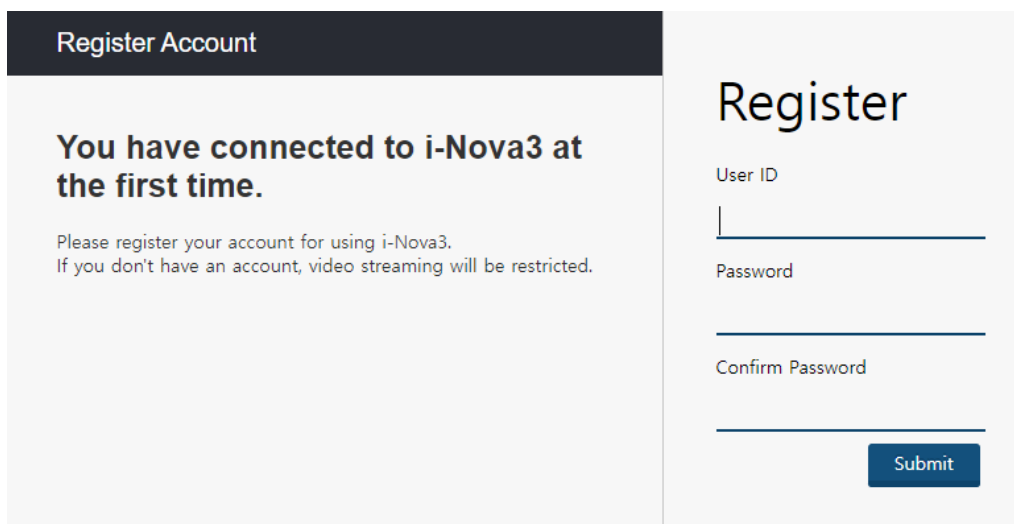 Register Account
You have connected to i-Nova3 at
the first time.
Please register your account for using i-Nova3.
If you don't have an account, video streaming will be restricted.
Register
User ID
Password
Confirm Password
Submit